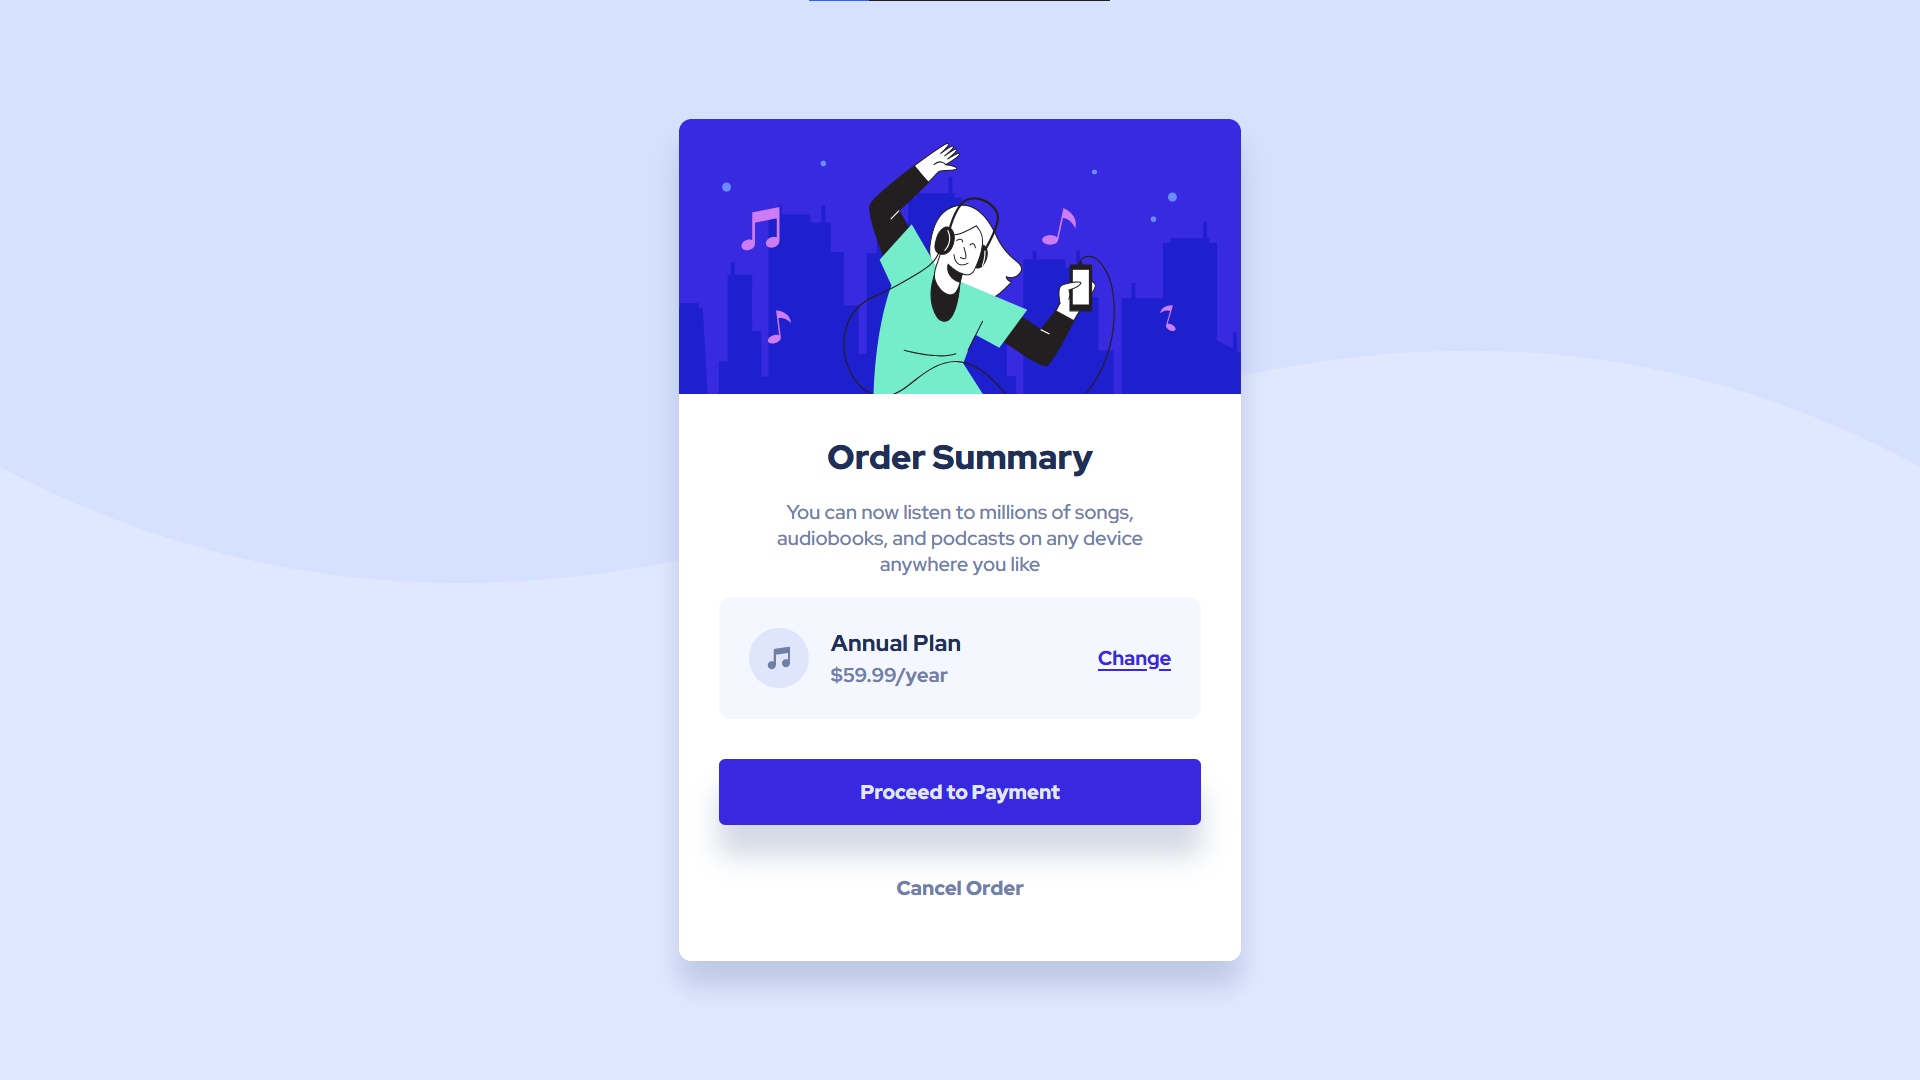 Order Summary
You can now listen to millions of songs,
audiobooks, and podcasts on any device
anywhere you like
Annual Plan
$59.99/year
Change
Proceed to Payment
Cancel Order